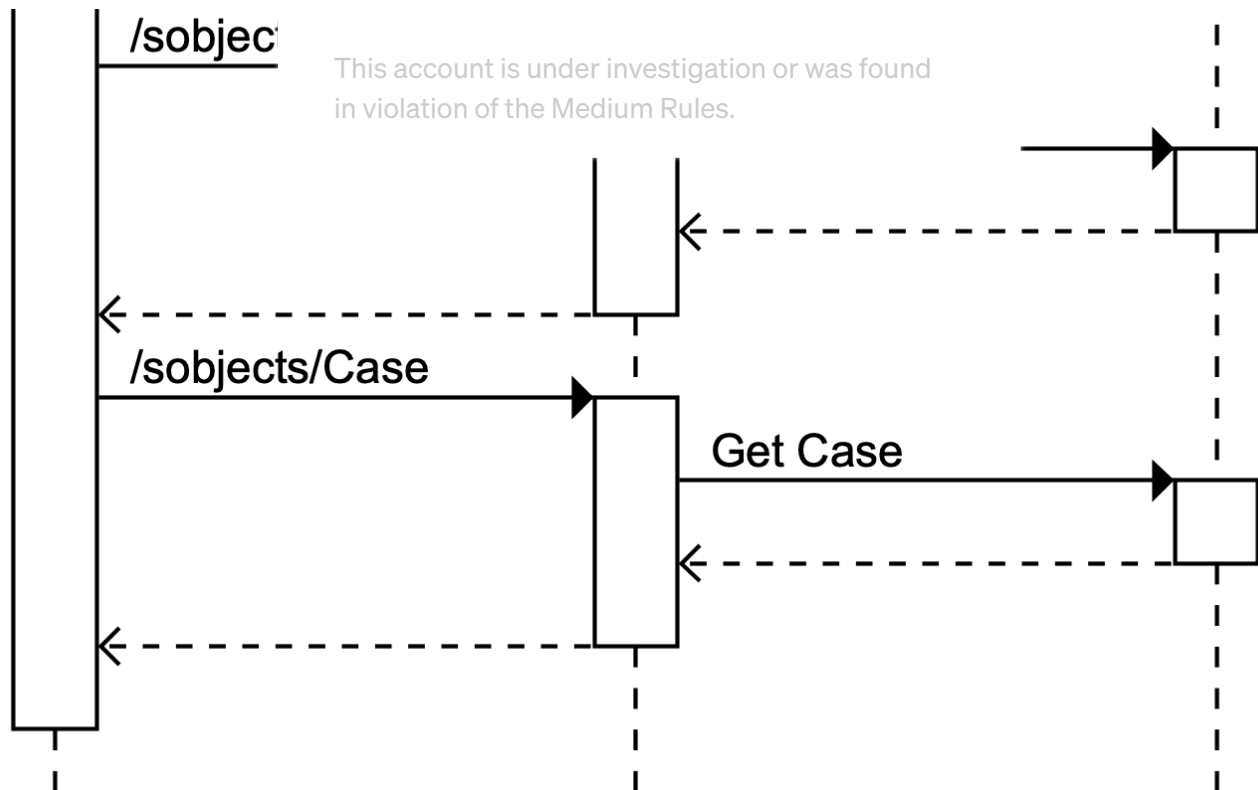 /sobject
This account is under investigation or was found
in violation of the Medium Rules.
/sobjects/Case
Get Case